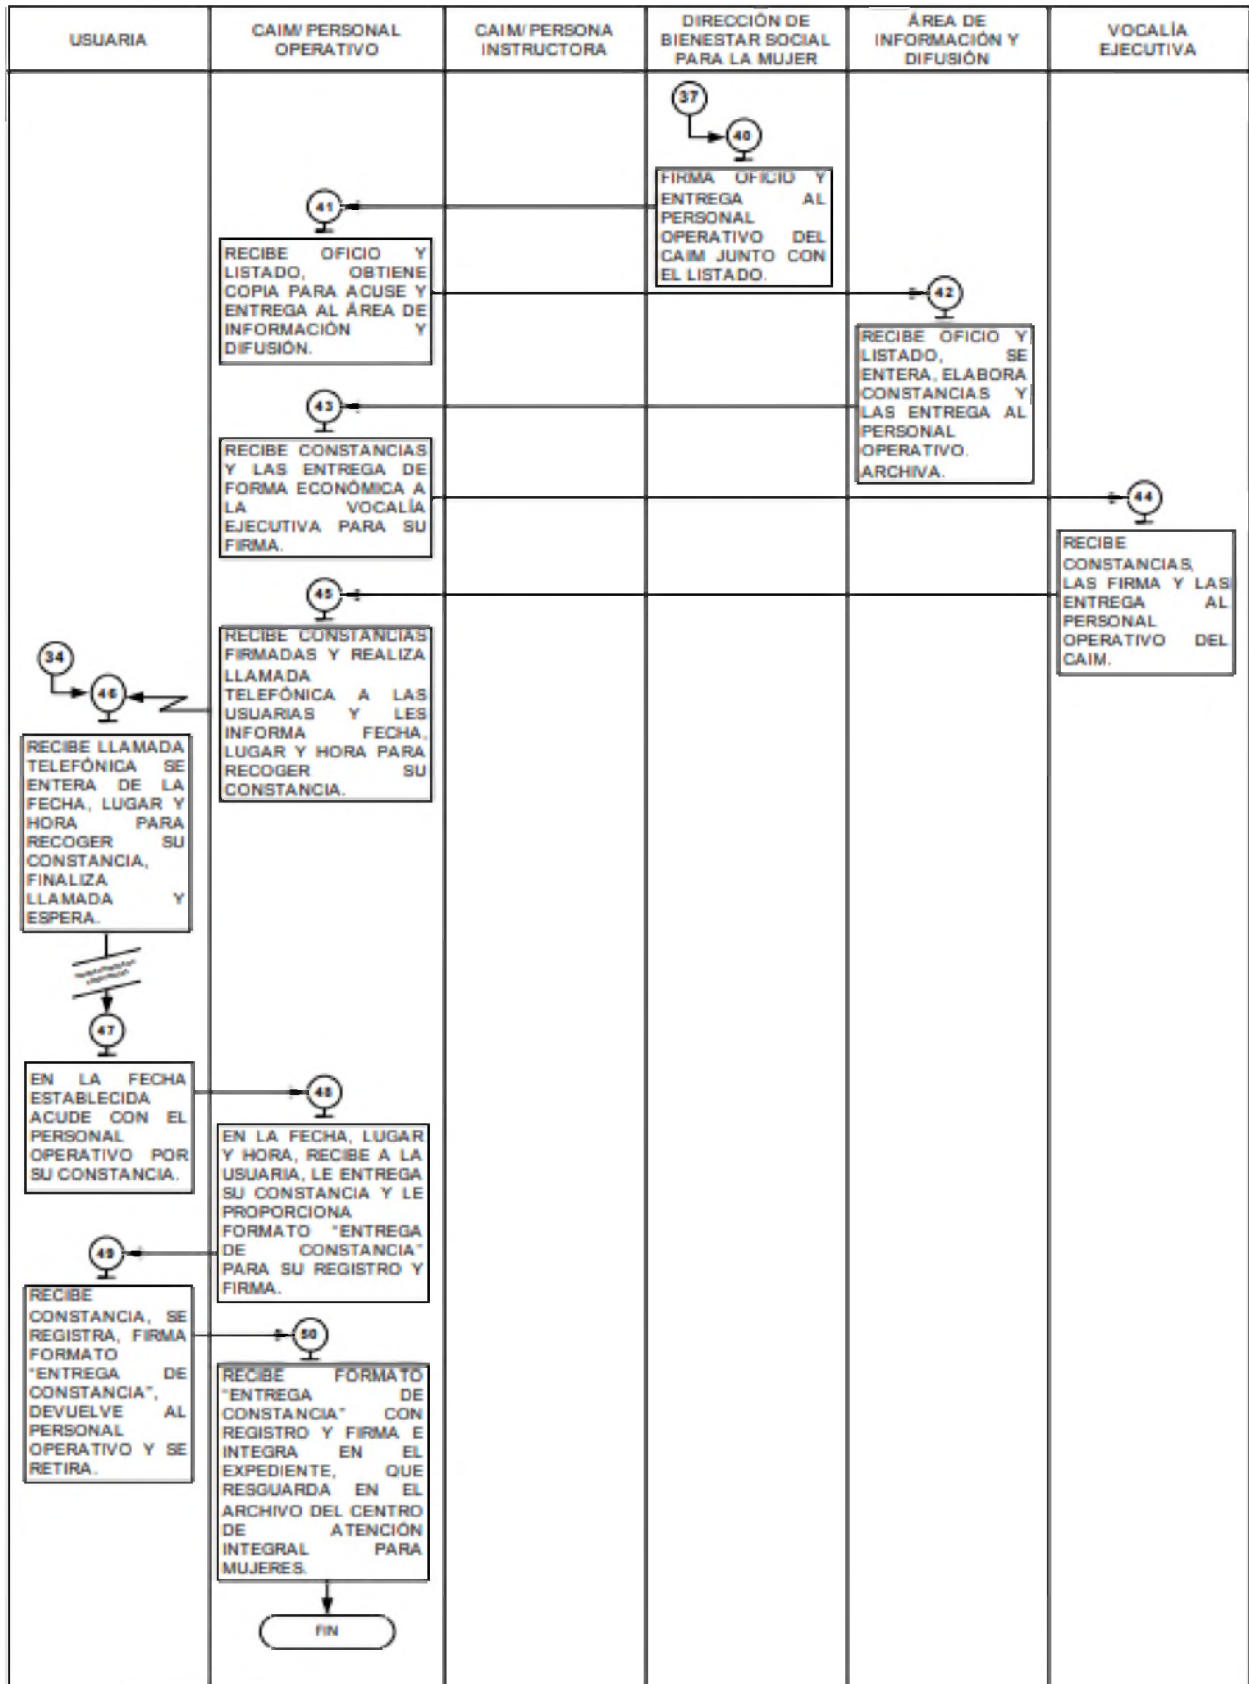 USUARIA
CAIM/ PERSONAL
OPERATIVO
CAIM/ PERSONA
INSTRUCTORA
DIRECCIÓN DE
BIENESTAR SOCIAL
PARA LA MUJER
ÁREA DE
INFORMACIÓN Y
DIFUSIÓN
VOCALÍA
EJECUTIVA
37
40
FIRMA OFICIO Y
ENTREGA AL
PERSONAL
OPERATIVO DEL
CAIM JUNTO CON
EL LISTADO.
41
RECIBE OFICIO Y
LISTADO, OBTIENE
COPIA PARA ACUSE Y
ENTREGA AL ÁREA DE
INFORMACIÓN Y
DIFUSIÓN.
42
RECIBE OFICIO Y
LISTADO, SE
ENTERA, ELABORA
CONSTANCIAS Y
LAS ENTREGA AL
PERSONAL
OPERATIVO.
ARCHIVA.
43
RECIBE CONSTANCIAS
Y LAS ENTREGA DE
FORMA ECONÓMICA A
LA VOCALÍA
EJECUTIVA PARA SU
FIRMA.
44
RECIBE
CONSTANCIAS,
LAS FIRMA Y LAS
ENTREGA AL
PERSONAL
OPERATIVO DEL
CAIM.
45
RECIBE CONSTANCIAS
FIRMADAS Y REALIZA
LLAMADA
TELEFÓNICA A LAS
USUARIAS Y LES
INFORMA FECHA,
LUGAR Y HORA PARA
RECOGER SU
CONSTANCIA.
34
46
RECIBE LLAMADA
TELEFÓNICA SE
ENTERA DE LA
FECHA, LUGAR Y
HORA PARA
RECOGER SU
CONSTANCIA,
FINALIZA
LLAMADA Y
ESPERA.
47
EN LA FECHA
ESTABLECIDA
ACUDE CON EL
PERSONAL
OPERATIVO POR
SU CONSTANCIA.
48
EN LA FECHA, LUGAR
Y HORA, RECIBE A LA
USUARIA, LE ENTREGA
SU CONSTANCIA Y LE
PROPORCIONA
FORMATO "ENTREGA
DE CONSTANCIA"
PARA SU REGISTRO Y
FIRMA.
49
RECIBE
CONSTANCIA, SE
REGISTRA, FIRMA
FORMATO
"ENTREGA DE
CONSTANCIA",
DEVUELVE AL
PERSONAL
OPERATIVO Y SE
RETIRA.
50
RECIBE FORMATO
"ENTREGA DE
CONSTANCIA" CON
REGISTRO Y FIRMA E
INTEGRA EN EL
EXPEDIENTE, QUE
RESGUARDA EN EL
ARCHIVO DEL CENTRO
DE ATENCIÓN
INTEGRAL PARA
MUJERES.
FIN